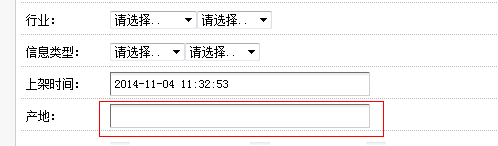 行业： 请选择.. 请选择..
信息类型： 请选择.. 请选择..
上架时间： 2014-11-04 11:32:53
产地：